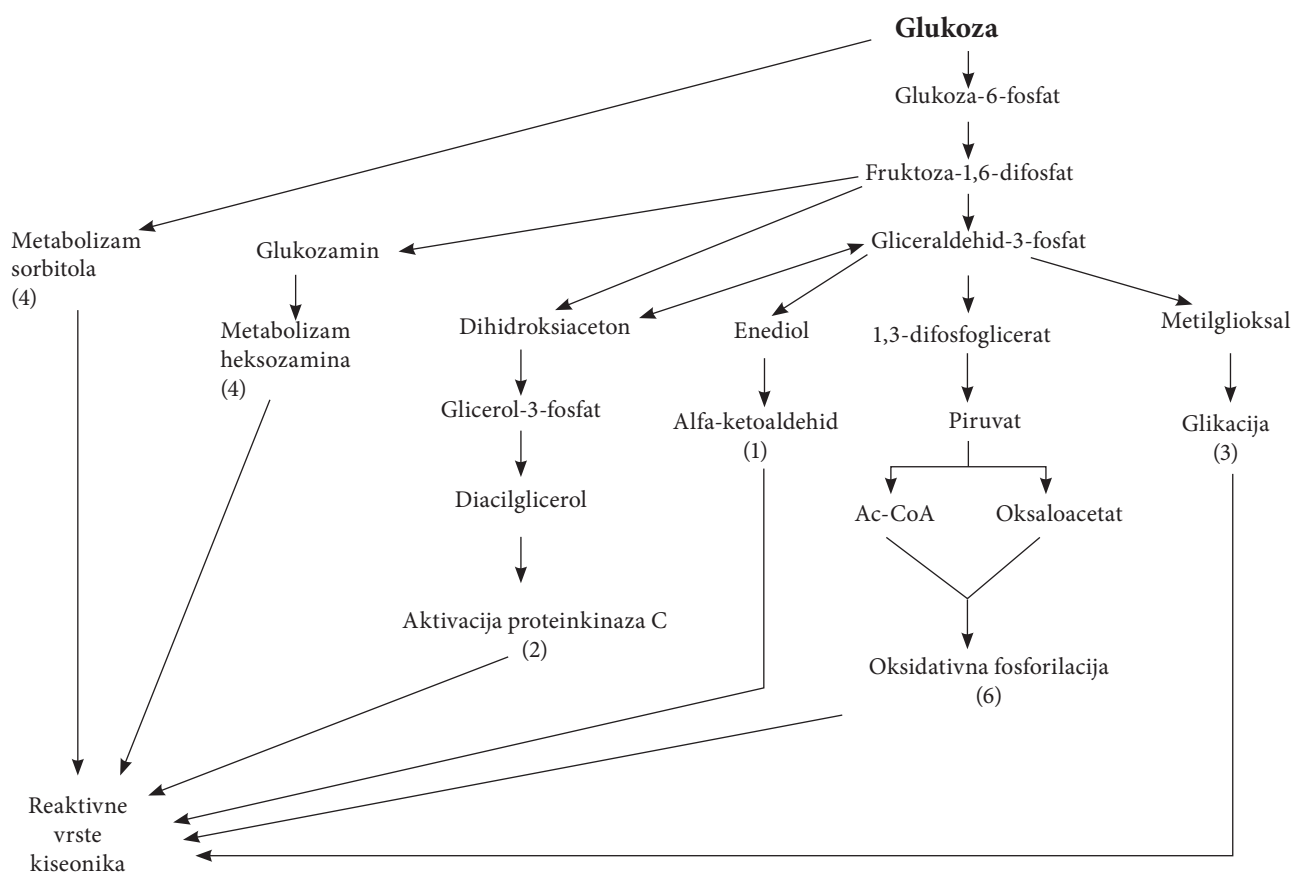 Glukoza
Glukoza-6-fosfat
Fruktoza-1,6-difosfat
Metabolizam
sorbitola
(4)
Glukozamin
Gliceraldehid-3-fosfat
Metabolizam
heksozamina
(4)
Dihidroksiaceton
Enediol
1,3-difosfoglicerat
Metilglioksal
Glicerol-3-fosfat
Alfa-ketoaldehid
(1)
Piruvat
Glikacija
(3)
Diacilglicerol
Ac-CoA
Oksaloacetat
Aktivacija proteinkinaza C
(2)
Oksidativna fosforilacija
(6)
Reaktivne
vrste
kiseonika